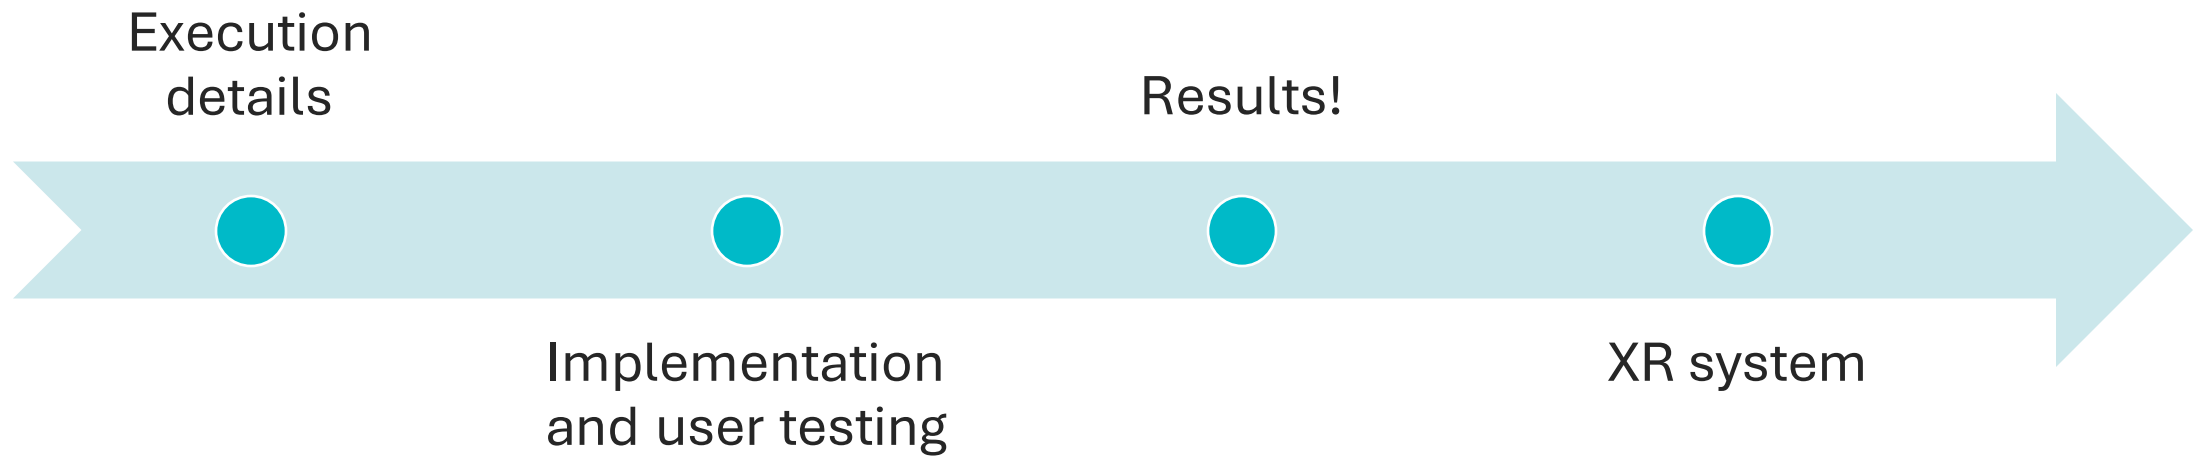 Execution
details
Implementation
and user testing
Results!
XR system